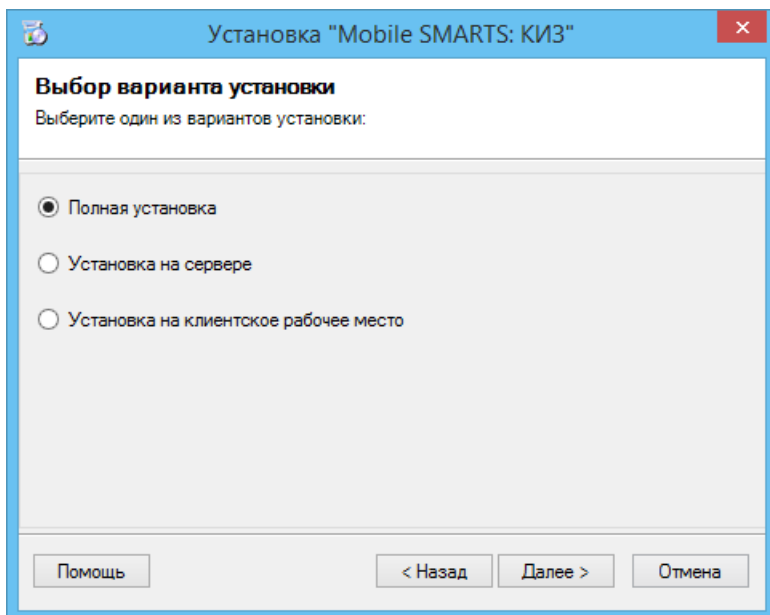 Установка "Mobile SMARTS: КИЗ"
Выбор варианта установки
Выберите один из вариантов установки:
Полная установка
Установка на сервере
Установка на клиентское рабочее место
Помощь
< Назад
Далее >
Отмена